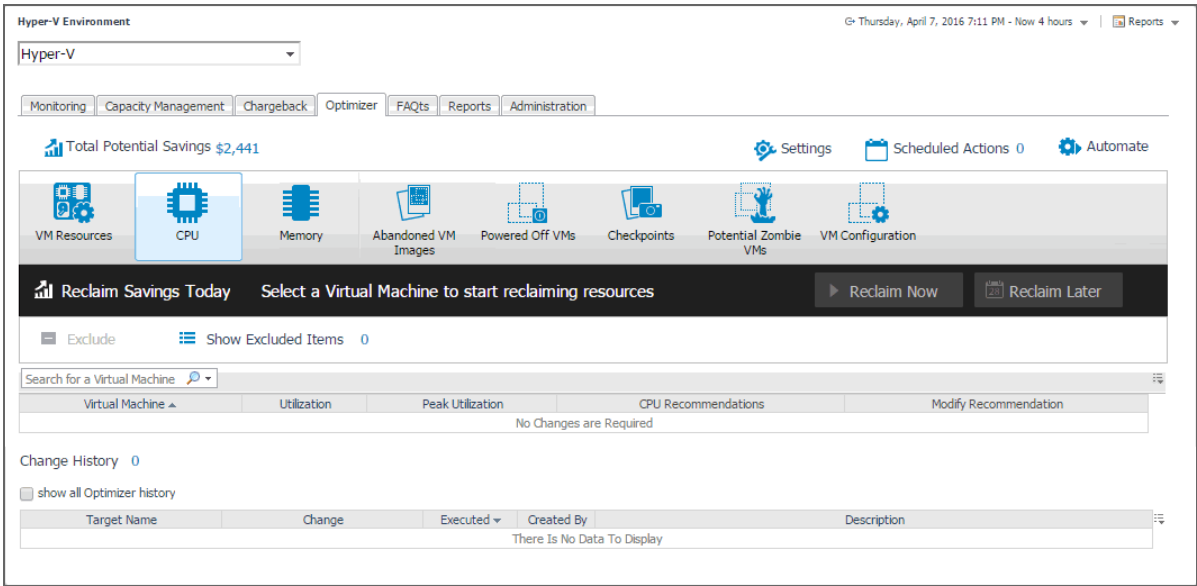 Hyper-V Environment
Thursday, April 7, 2016 7:11 PM - Now 4 hours | Reports
Hyper-V
Monitoring Capacity Management Chargeback Optimizer FAQts Reports Administration
Total Potential Savings $2,441 Settings Scheduled Actions 0 Automate
VM Resources CPU Memory Abandoned VM Images Powered Off VMs Checkpoints Potential Zombie VMs VM Configuration
Reclaim Savings Today Select a Virtual Machine to start reclaiming resources Reclaim Now 28 Reclaim Later
Exclude Show Excluded Items 0
Search for a Virtual Machine
Virtual Machine Utilization Peak Utilization CPU Recommendations Modify Recommendation
No Changes are Required
Change History 0
show all Optimizer history
Target Name Change Executed Created By Description
There Is No Data To Display